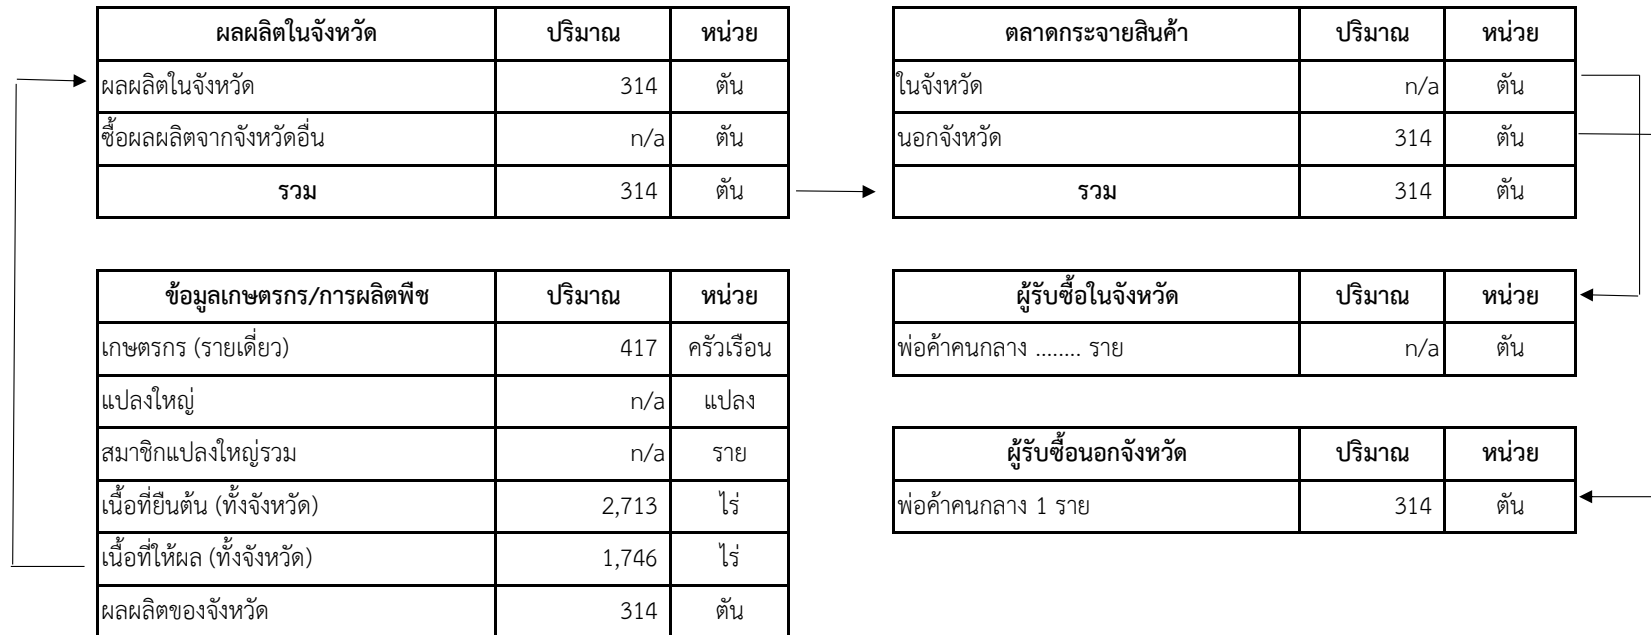 ผลผลิตในจังหวัด ปริมาณ หน่วย
ผลผลิตในจังหวัด 314 ตัน
ซื้อผลผลิตจากจังหวัดอื่น n/a ตัน
รวม 314 ตัน
ตลาดกระจายสินค้า ปริมาณ หน่วย
ในจังหวัด n/a ตัน
นอกจังหวัด 314 ตัน
รวม 314 ตัน
ข้อมูลเกษตรกร/การผลิตพืช ปริมาณ หน่วย
เกษตรกร (รายเดี่ยว) 417 ครัวเรือน
แปลงใหญ่ n/a แปลง
สมาชิกแปลงใหญ่รวม n/a ราย
เนื้อที่ยืนต้น (ทั้งจังหวัด) 2,713 ไร่
เนื้อที่ให้ผล (ทั้งจังหวัด) 1,746 ไร่
ผลผลิตของจังหวัด 314 ตัน
ผู้รับซื้อในจังหวัด ปริมาณ หน่วย
พ่อค้าคนกลาง ........ ราย n/a ตัน
ผู้รับซื้อนอกจังหวัด ปริมาณ หน่วย
พ่อค้าคนกลาง 1 ราย 314 ตัน